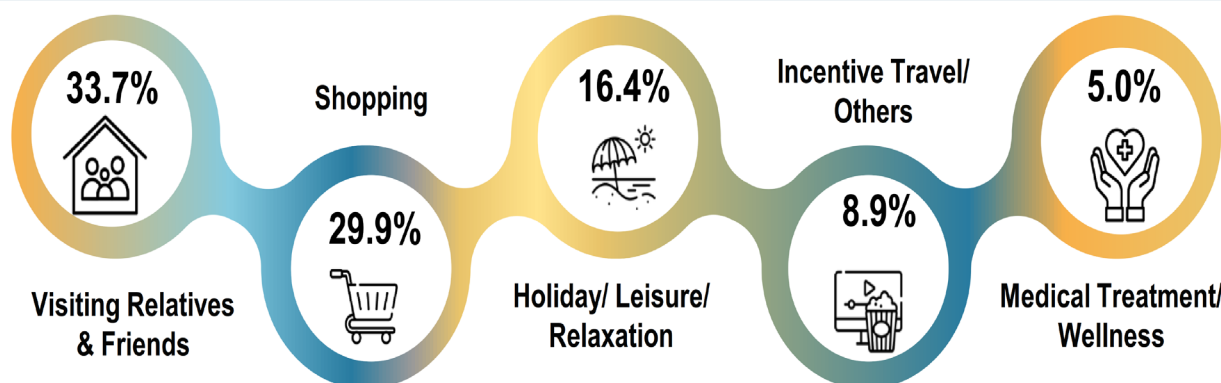 33.7%
Visiting Relatives
& Friends
Shopping
29.9%
16.4%
Holiday/ Leisure/
Relaxation
Incentive Travel/
Others
8.9%
5.0%
Medical Treatment/
Wellness